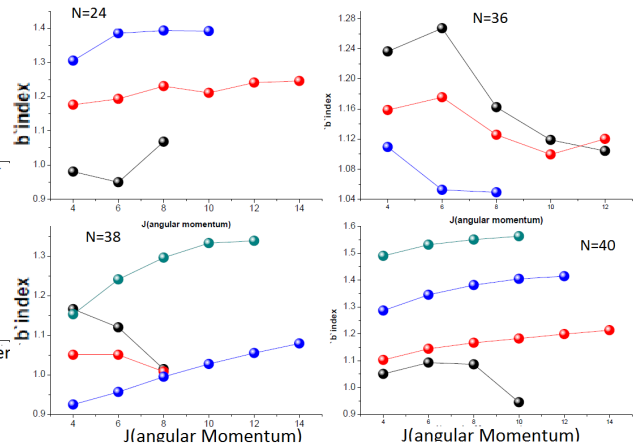 N=24
1.4
1.3
1.2
1.1
1.0
0.9
`b`index
4 6 8 10 12 14
J(angular momentum)
N=36
1.28
1.24
1.20
1.16
1.12
1.08
1.04
`b`index
4 6 8 10 12
J(angular momentum)
N=38
1.3
1.2
1.1
1.0
0.9
`b`index
er
4 6 8 10 12 14
J(angular Momentum)
N=40
1.6
1.5
1.4
1.3
1.2
1.1
1.0
0.9
`b`index
4 6 8 10 12 14
J(angular Momentum)